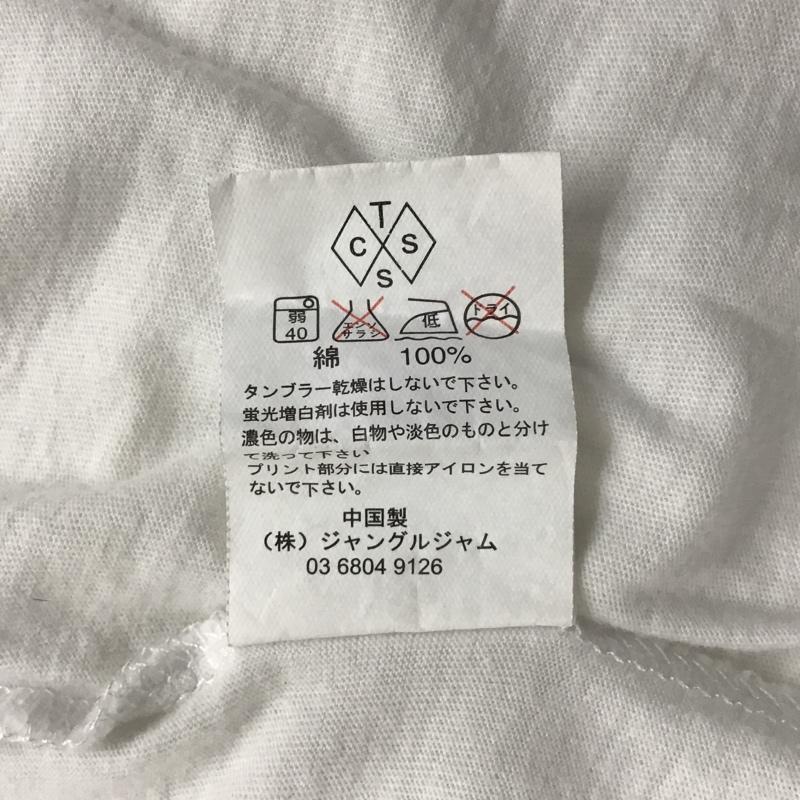 T
C S
S
弱
40
エンソ
サラシ
低
ドライ
綿 100%
タンブラー乾燥はしないで下さい。
蛍光増白剤は使用しないで下さい。
濃色の物は、白物や淡色のものと分け
て洗って下さい
プリント部分には直接アイロンを当て
ないで下さい。
中国製
（株）ジャングルジャム
03 6804 9126